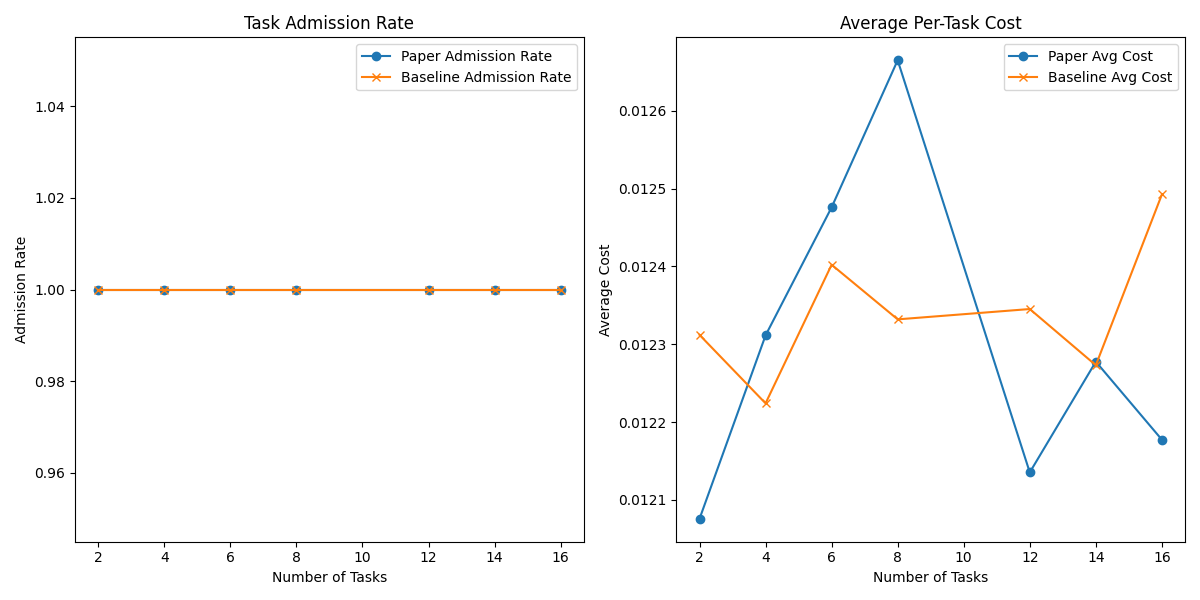 Task Admission Rate
Paper Admission Rate
Baseline Admission Rate
1.04
1.02
1.00
0.98
0.96
Admission Rate
2 4 6 8 10 12 14 16
Number of Tasks
Average Per-Task Cost
Paper Avg Cost
Baseline Avg Cost
0.0126
0.0125
0.0124
0.0123
0.0122
0.0121
Average Cost
2 4 6 8 10 12 14 16
Number of Tasks